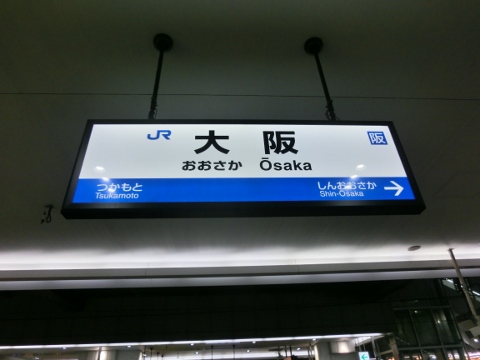 JR 大阪 阪
おおさか Ōsaka
つかもと しんおおさか →
Tsukamoto Shin-Osaka